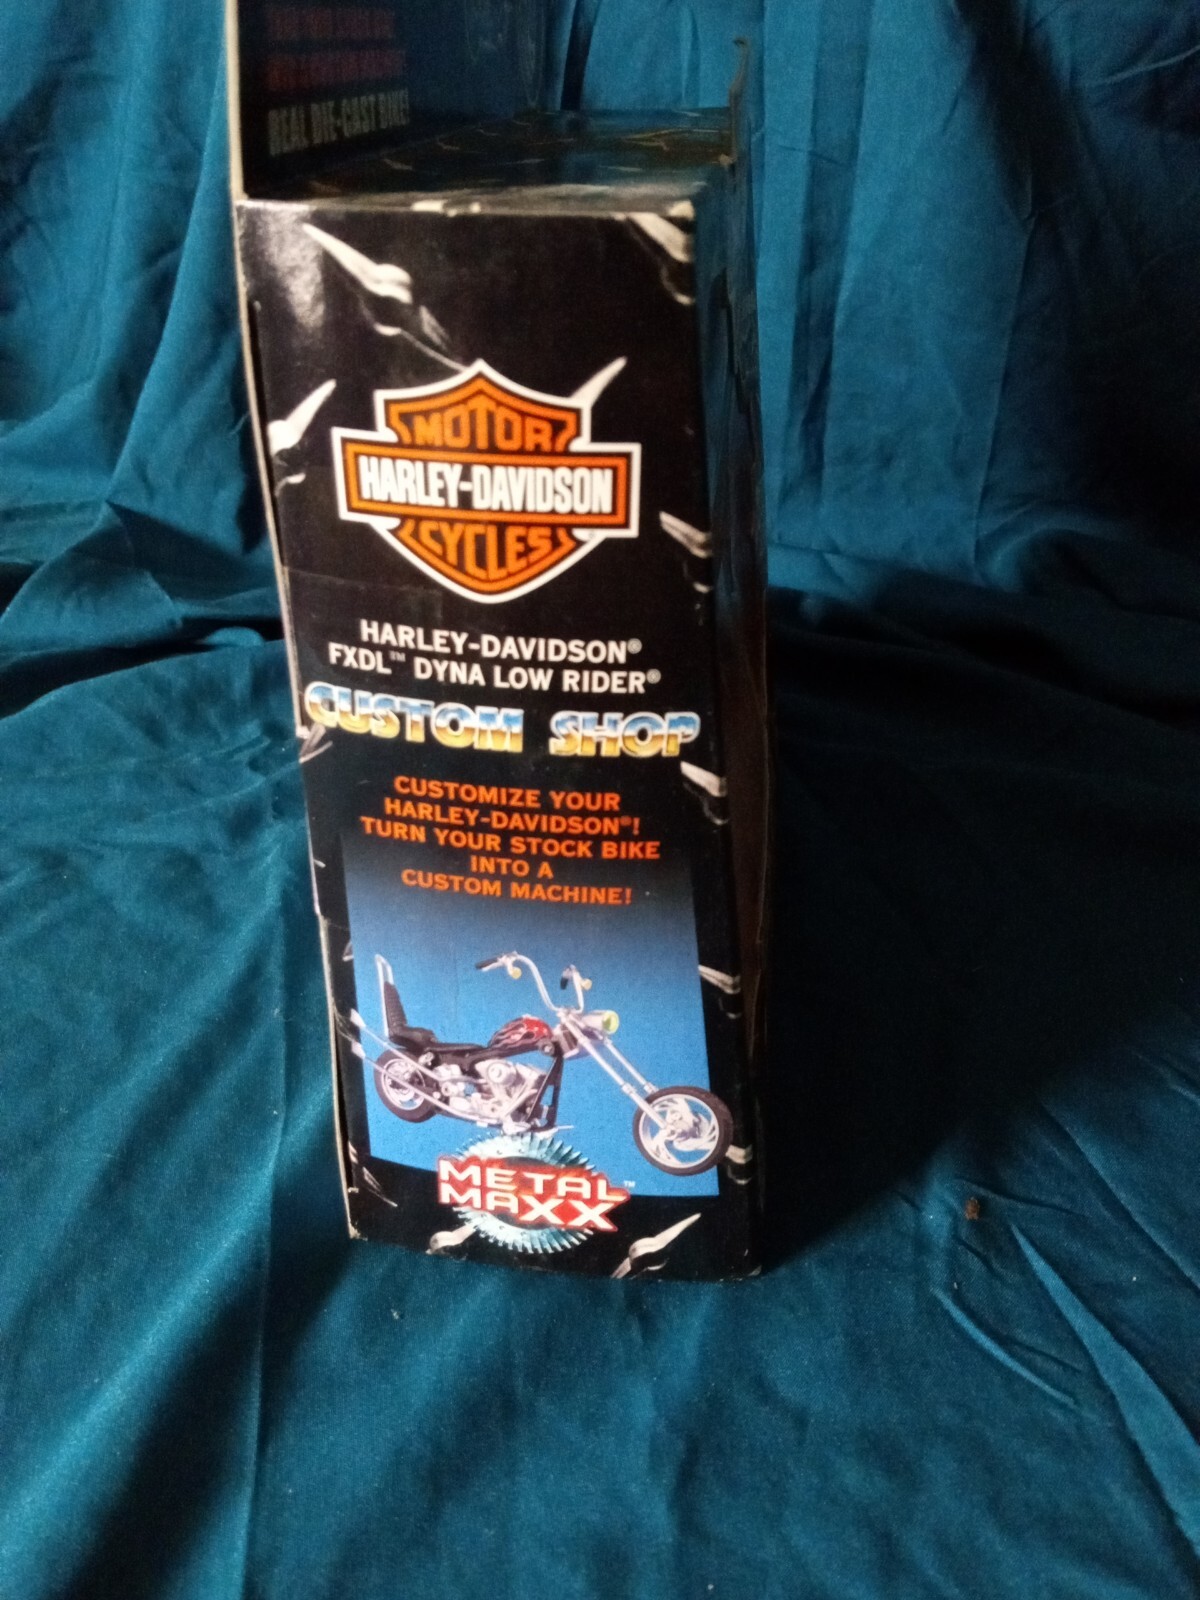 REAL DIE-CAST BIKE!
MOTOR
HARLEY-DAVIDSON
CYCLES
HARLEY-DAVIDSON®
FXDL™ DYNA LOW RIDER®
CUSTOM SHOP
CUSTOMIZE YOUR
HARLEY-DAVIDSON®!
TURN YOUR STOCK BIKE
INTO A
CUSTOM MACHINE!
METAL
MAXX™